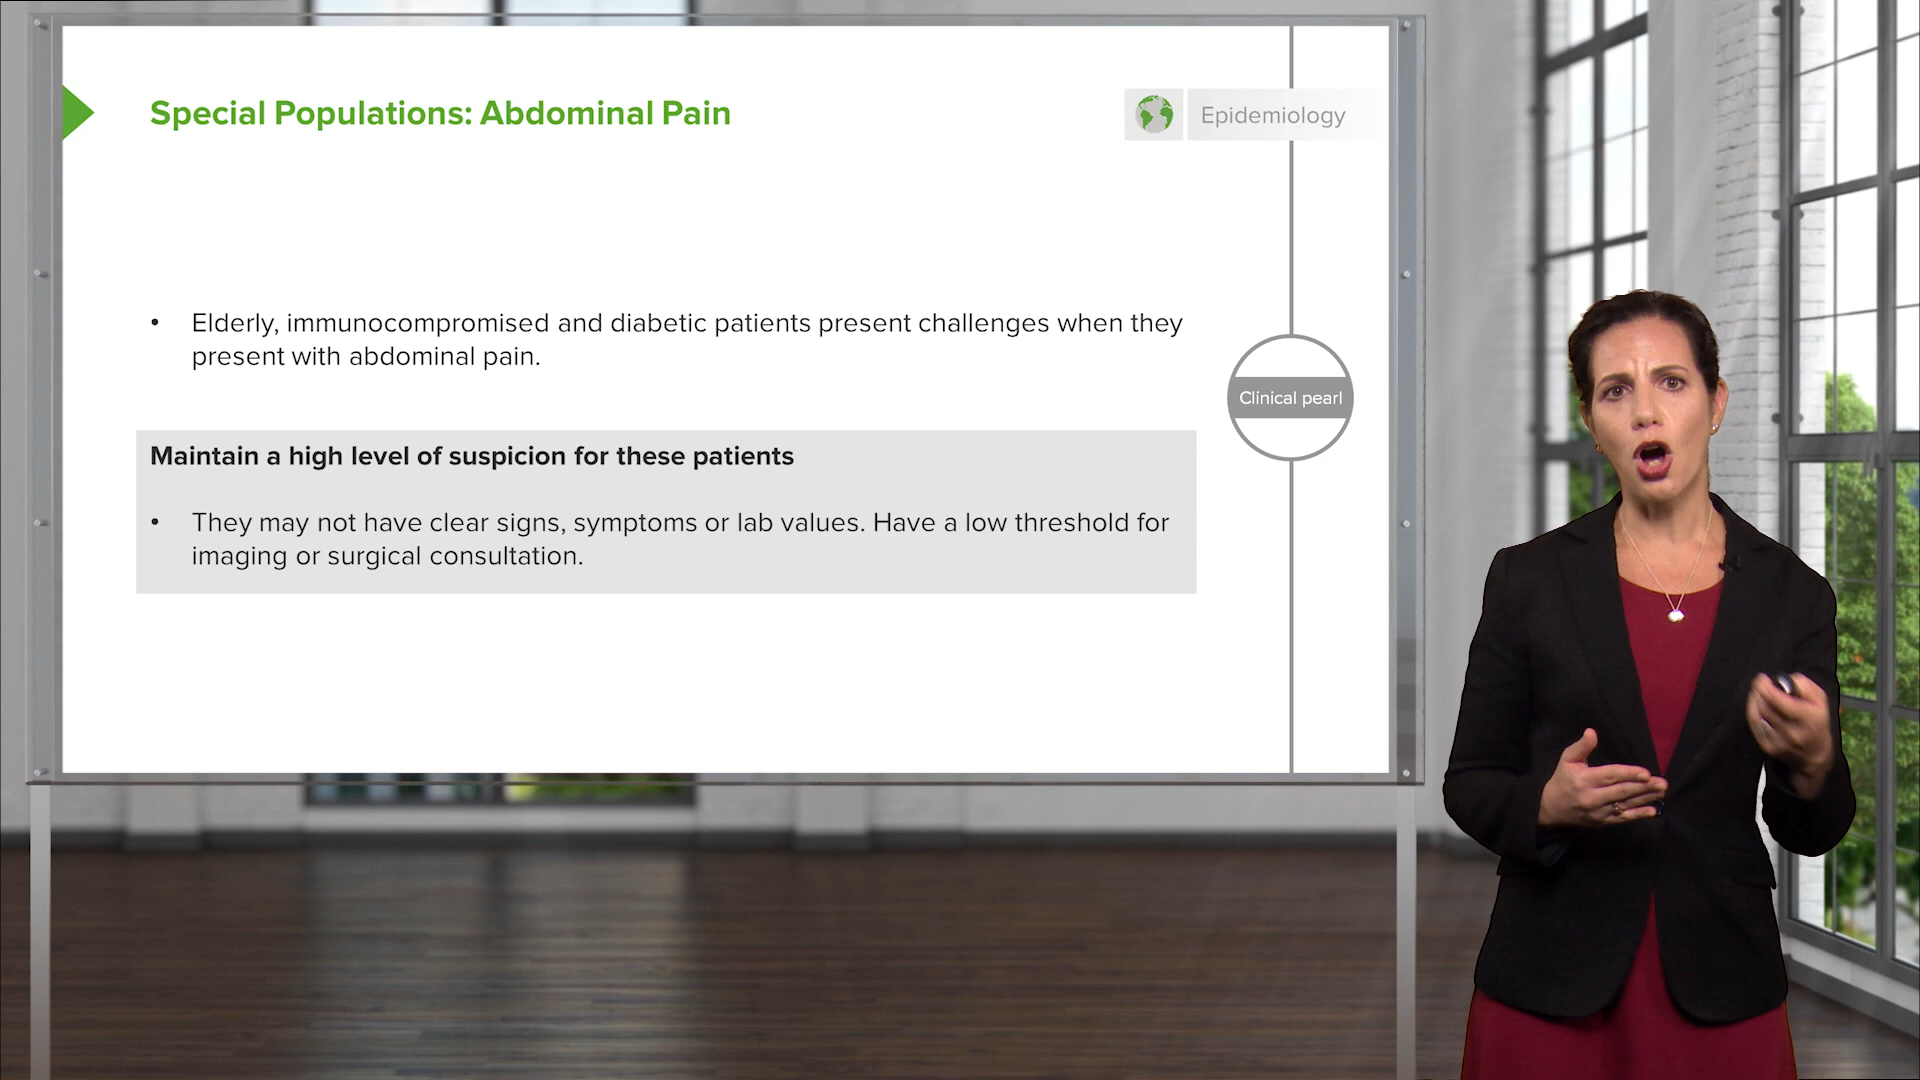 Special Populations: Abdominal Pain
Epidemiology
• Elderly, immunocompromised and diabetic patients present challenges when they
present with abdominal pain.
Clinical pearl
Maintain a high level of suspicion for these patients
• They may not have clear signs, symptoms or lab values. Have a low threshold for
imaging or surgical consultation.